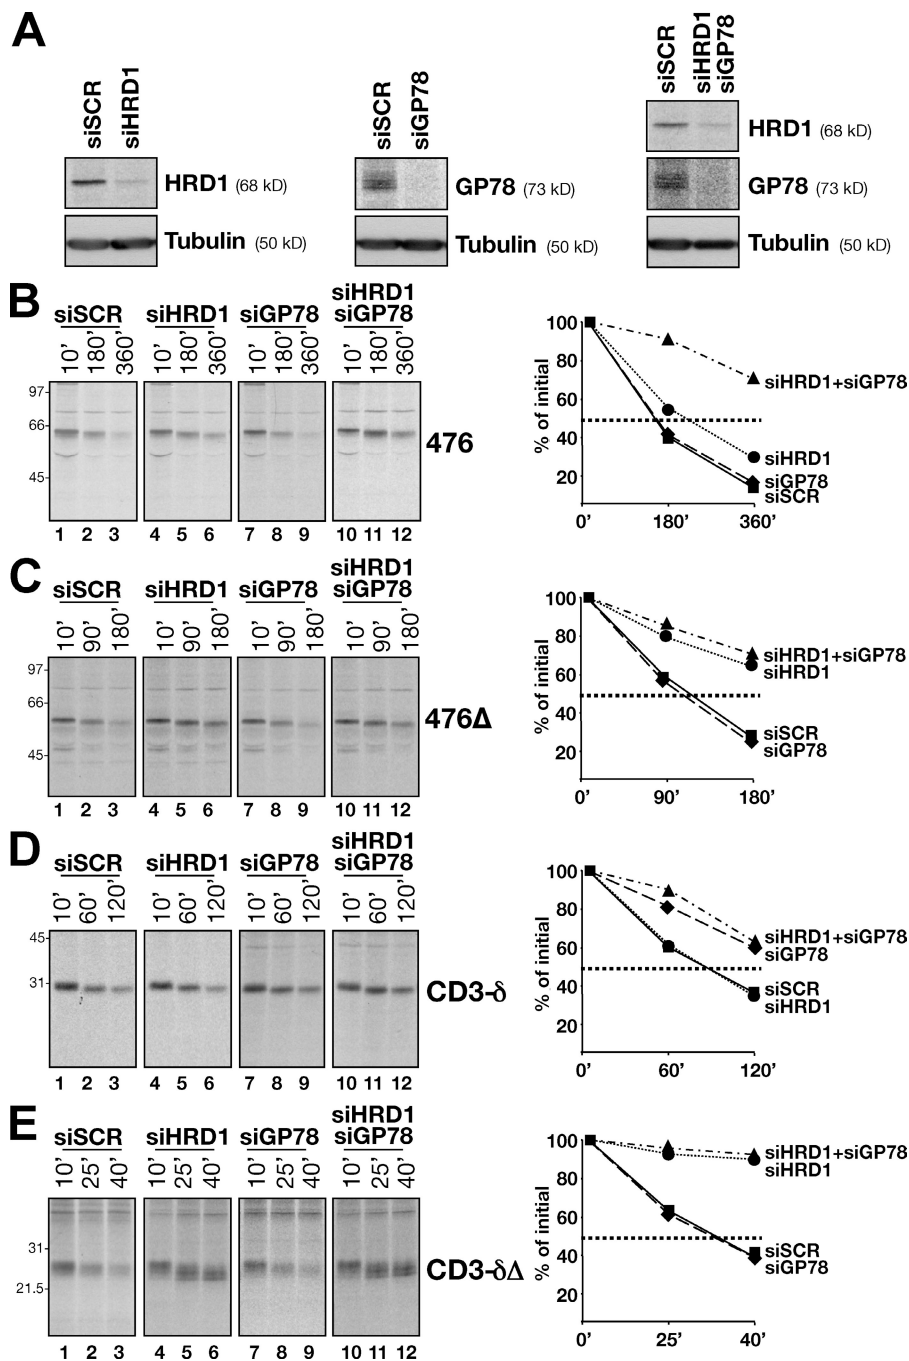 A
siSCR
siHRD1
HRD1 (68 kD)
Tubulin (50 kD)
siSCR
siGP78
GP78 (73 kD)
Tubulin (50 kD)
siSCR
siHRD1
siGP78
HRD1 (68 kD)
GP78 (73 kD)
Tubulin (50 kD)
B
siSCR siHRD1 siGP78 siHRD1
siGP78
10' 180' 360' 10' 180' 360' 10' 180' 360' 10' 180' 360'
97
66
45
476
1 2 3 4 5 6 7 8 9 10 11 12
% of initial
100
80
60
40
20
0' 180' 360'
siHRD1+siGP78
siHRD1
siGP78
siSCR
C
siSCR siHRD1 siGP78 siHRD1
siGP78
10' 90' 180' 10' 90' 180' 10' 90' 180' 10' 90' 180'
97
66
45
476Δ
1 2 3 4 5 6 7 8 9 10 11 12
% of initial
100
80
60
40
20
0' 90' 180'
siHRD1+siGP78
siHRD1
siSCR
siGP78
D
siSCR siHRD1 siGP78 siHRD1
siGP78
10' 60' 120' 10' 60' 120' 10' 60' 120' 10' 60' 120'
45
31
CD3-δ
1 2 3 4 5 6 7 8 9 10 11 12
% of initial
100
80
60
40
20
0' 60' 120'
siHRD1+siGP78
siGP78
siSCR
siHRD1
E
siSCR siHRD1 siGP78 siHRD1
siGP78
10' 25' 40' 10' 25' 40' 10' 25' 40' 10' 25' 40'
31
21.5
CD3-δΔ
1 2 3 4 5 6 7 8 9 10 11 12
% of initial
100
80
60
40
20
0' 25' 40'
siHRD1+siGP78
siHRD1
siSCR
siGP78